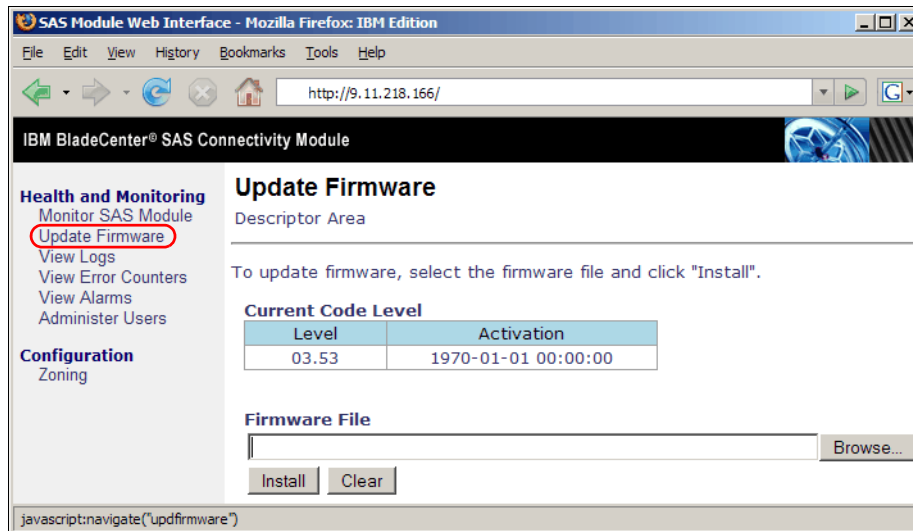 SAS Module Web Interface - Mozilla Firefox: IBM Edition
File Edit View History Bookmarks Tools Help
http://9.11.218.166/
G
IBM BladeCenter® SAS Connectivity Module
Health and Monitoring
Monitor SAS Module
Update Firmware
View Logs
View Error Counters
View Alarms
Administer Users
Configuration
Zoning
Update Firmware
Descriptor Area
To update firmware, select the firmware file and click "Install".
Current Code Level
Level Activation
03.53 1970-01-01 00:00:00
Firmware File
Browse...
Install Clear
javascript:navigate("updfirmware")